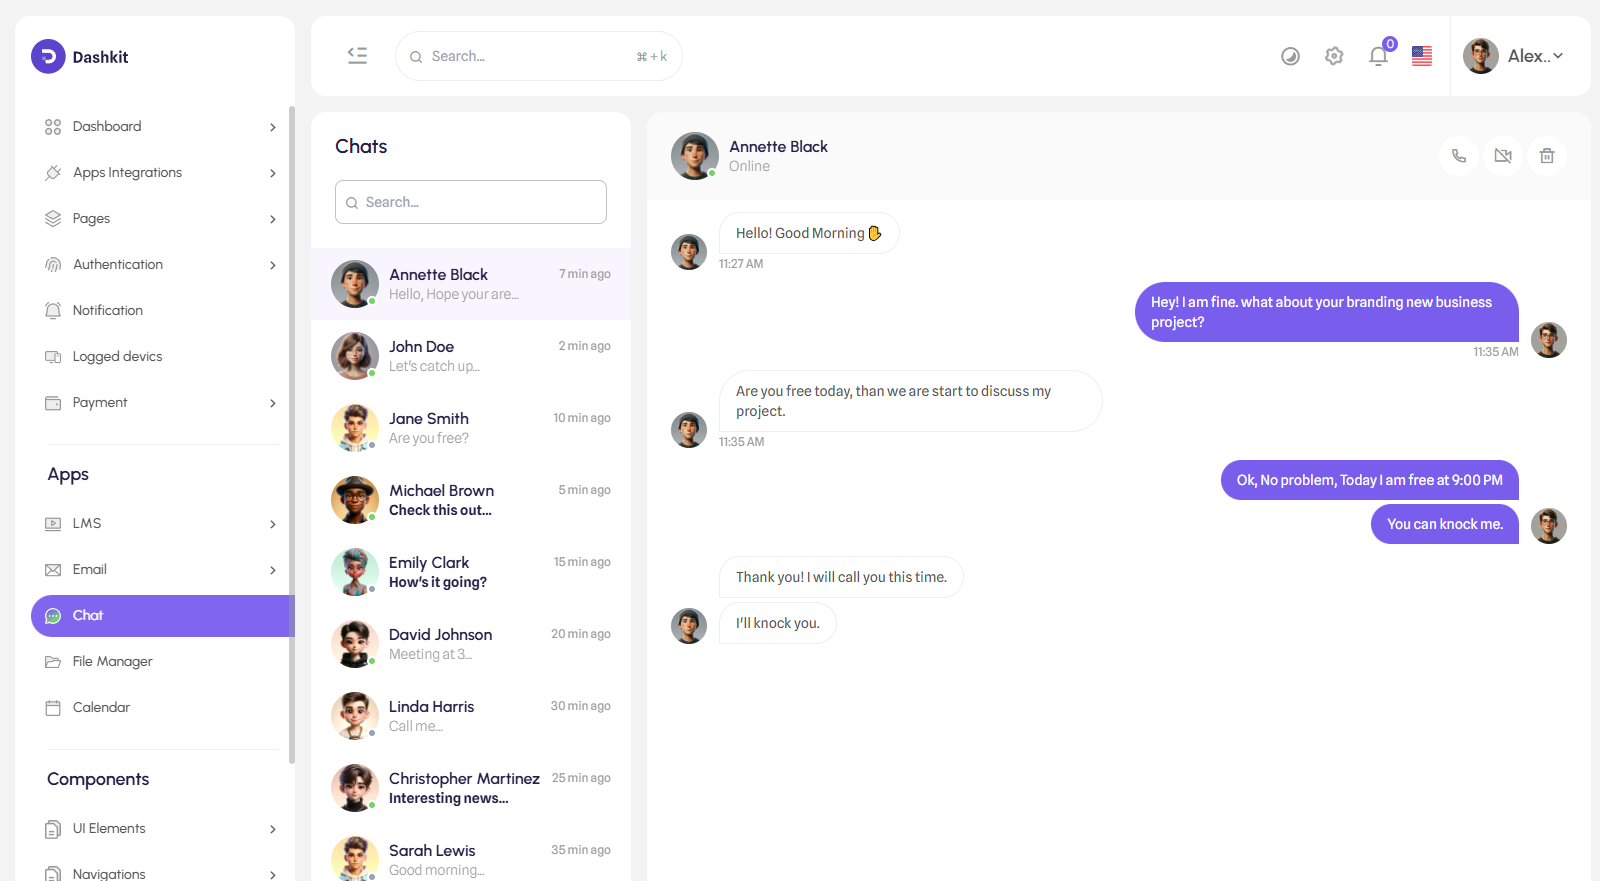 Dashkit
Dashboard
Apps Integrations
Pages
Authentication
Notification
Logged devics
Payment
Apps
LMS
Email
Chat
File Manager
Calendar
Components
UI Elements
Navigations
Search...
⌘+k
0
Alex..
Chats
Search...
Annette Black
7 min ago
Hello, Hope your are...
John Doe
2 min ago
Let's catch up...
Jane Smith
10 min ago
Are you free?
Michael Brown
5 min ago
Check this out...
Emily Clark
15 min ago
How's it going?
David Johnson
20 min ago
Meeting at 3...
Linda Harris
30 min ago
Call me...
Christopher Martinez
25 min ago
Interesting news...
Sarah Lewis
35 min ago
Good morning...
Annette Black
Online
Hello! Good Morning ✋
11:27 AM
Hey! I am fine. what about your branding new business
project?
11:35 AM
Are you free today, than we are start to discuss my
project.
11:35 AM
Ok, No problem, Today I am free at 9:00 PM
You can knock me.
Thank you! I will call you this time.
I'll knock you.